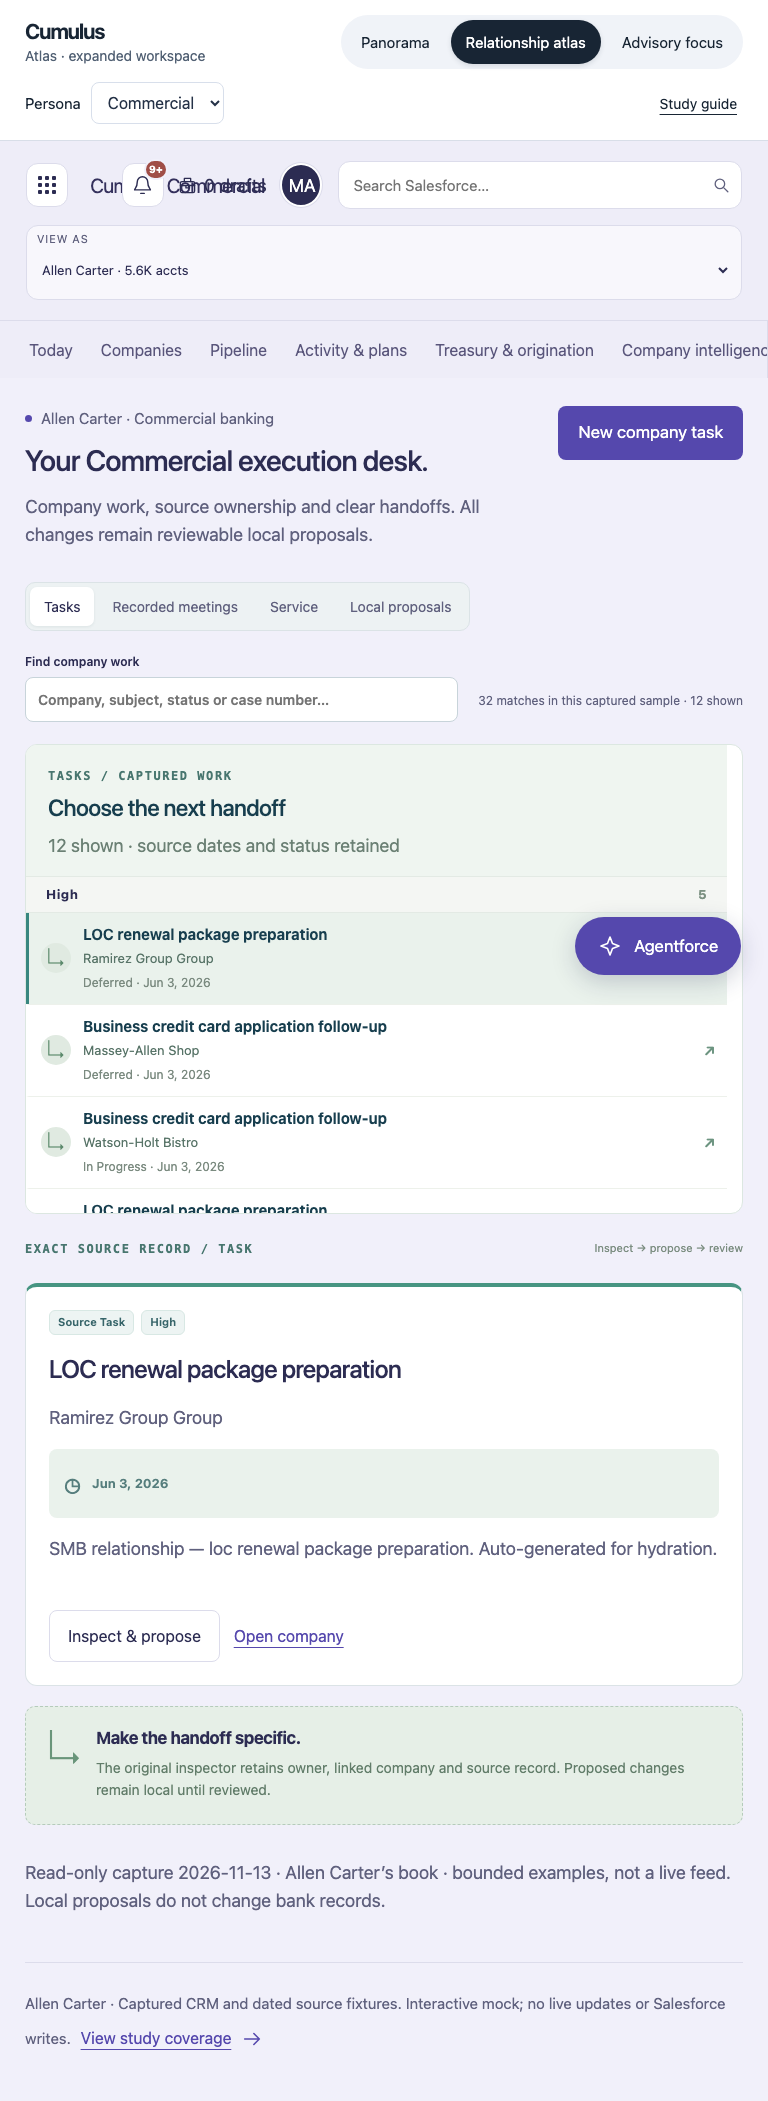 Cumulus
Atlas · expanded workspace
Panorama
Relationship atlas
Advisory focus
Persona
Commercial
Study guide
9+
Commercial
0 drafts
MA
Search Salesforce...
VIEW AS
Allen Carter · 5.6K accts
Today
Companies
Pipeline
Activity & plans
Treasury & origination
Company intelligenc
Allen Carter · Commercial banking
New company task
Your Commercial execution desk.
Company work, source ownership and clear handoffs. All
changes remain reviewable local proposals.
Tasks
Recorded meetings
Service
Local proposals
Find company work
Company, subject, status or case number...
32 matches in this captured sample · 12 shown
TASKS / CAPTURED WORK
Choose the next handoff
12 shown · source dates and status retained
High
5
LOC renewal package preparation
Ramirez Group Group
Deferred · Jun 3, 2026
Agentforce
Business credit card application follow-up
Massey-Allen Shop
Deferred · Jun 3, 2026
Business credit card application follow-up
Watson-Holt Bistro
In Progress · Jun 3, 2026
LOC renewal package preparation
EXACT SOURCE RECORD / TASK
Inspect → propose → review
Source Task
High
LOC renewal package preparation
Ramirez Group Group
Jun 3, 2026
SMB relationship — loc renewal package preparation. Auto-generated for hydration.
Inspect & propose
Open company
Make the handoff specific.
The original inspector retains owner, linked company and source record. Proposed changes
remain local until reviewed.
Read-only capture 2026-11-13 · Allen Carter’s book · bounded examples, not a live feed.
Local proposals do not change bank records.
Allen Carter · Captured CRM and dated source fixtures. Interactive mock; no live updates or Salesforce
writes. View study coverage →